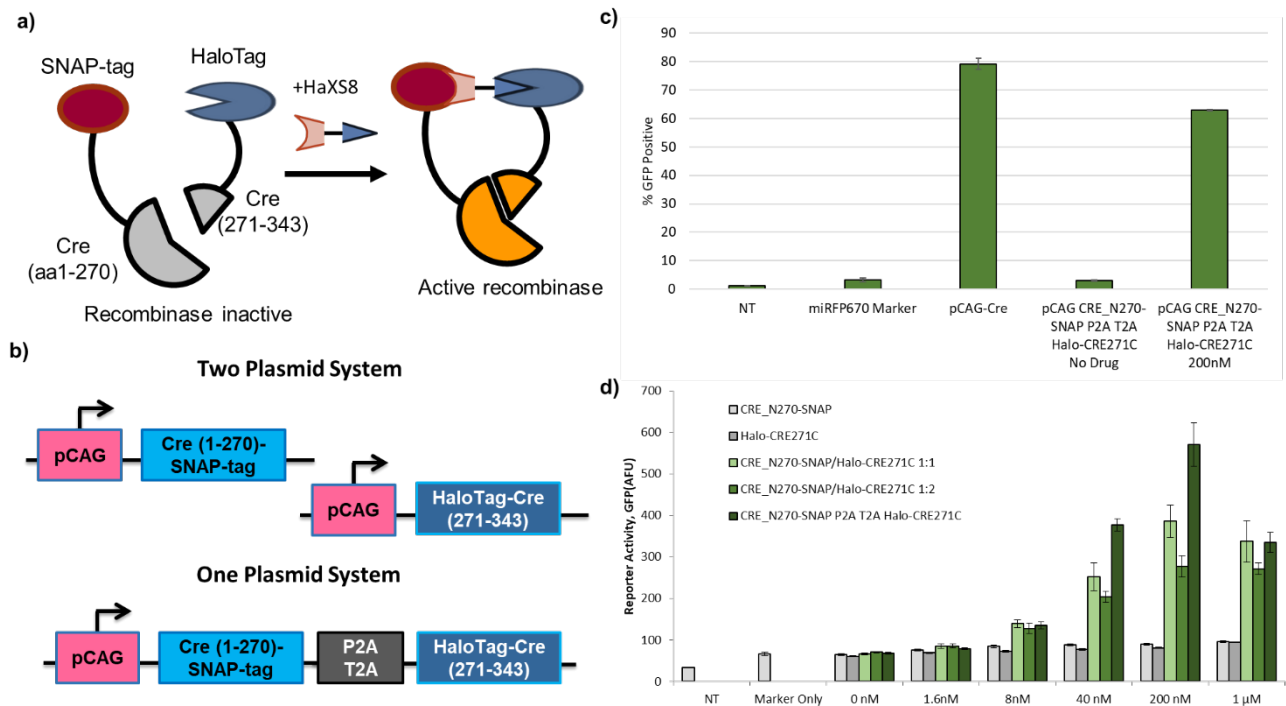 a)
SNAP-tag
HaloTag
+HaXS8
Cre
(271-343)
Cre
(aa1-270)
Recombinase inactive
Active recombinase
b)
Two Plasmid System
pCAG
Cre (1-270)-
SNAP-tag
pCAG
HaloTag-Cre
(271-343)
One Plasmid System
pCAG
Cre (1-270)-
SNAP-tag
P2A
T2A
HaloTag-Cre
(271-343)
c)
% GFP Positive
90
80
70
60
50
40
30
20
10
0
NT
miRFP670 Marker
pCAG-Cre
pCAG CRE_N270-
SNAP P2A T2A
Halo-CRE271C
No Drug
pCAG CRE_N270-
SNAP P2A T2A
Halo-CRE271C
200nM
d)
Reporter Activity, GFP(AFU)
700
600
500
400
300
200
100
0
CRE_N270-SNAP
Halo-CRE271C
CRE_N270-SNAP/Halo-CRE271C 1:1
CRE_N270-SNAP/Halo-CRE271C 1:2
CRE_N270-SNAP P2A T2A Halo-CRE271C
NT
Marker Only
0 nM
1.6nM
8nM
40 nM
200 nM
1 µM